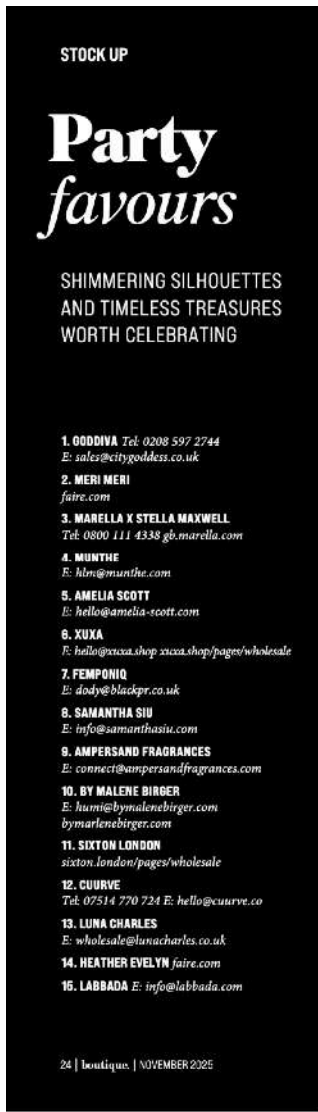 STOCK UP
Party
favours
SHIMMERING SILHOUETTES
AND TIMELESS TREASURES
WORTH CELEBRATING
1. GODDIVA Tel: 0208 597 2744
E: sales@citygoddess.co.uk
2. MERI MERI
faire.com
3. MARELLA X STELLA MAXWELL
Tel: 0800 111 4338 gb.marella.com
4. MUNTHE
E: hlm@munthe.com
5. AMELIA SCOTT
E: hello@amelia-scott.com
6. XUXA
E: hello@xuxa.shop xuxa.shop/pages/wholesale
7. FEMPONIQ
E: dody@blackpr.co.uk
8. SAMANTHA SIU
E: info@samanthasiu.com
9. AMPERSAND FRAGRANCES
E: connect@ampersandfragrances.com
10. BY MALENE BIRGER
E: humi@bymalenebirger.com
bymarlenebirger.com
11. SIXTON LONDON
sixton.london/pages/wholesale
12. CUURVE
Tel: 07514 770 724 E: hello@cuurve.co
13. LUNA CHARLES
E: wholesale@lunacharles.co.uk
14. HEATHER EVELYN faire.com
15. LABBADA E: info@labbada.com
24 | boutique. | NOVEMBER 2025